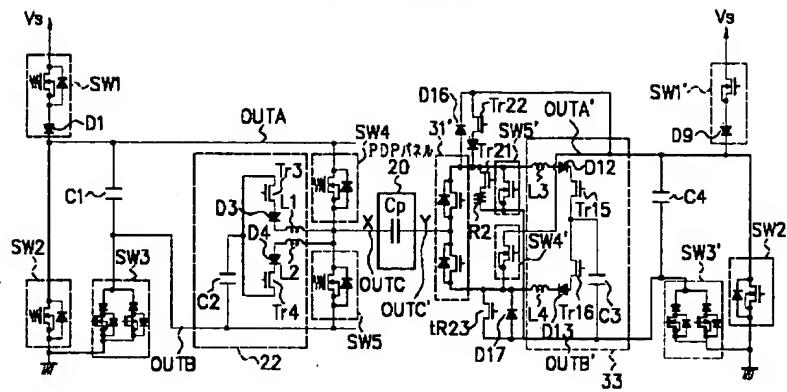 Vs
SW1
D1
OUTA
C1
SW2
SW3
OUTB
22
C2
Tr3
D3
L1
D4
L2
Tr4
SW4
PDPパネル
20
Cp
X
Y
OUTC
OUTC'
SW5
D16
31'
Tr22
Tr21
SW5'
R2
SW4'
tR23
D17
OUTA'
L3
D12
Tr15
L4
D13
Tr16
C3
OUTB'
33
Vs
SW1'
D9
C4
SW3'
SW2